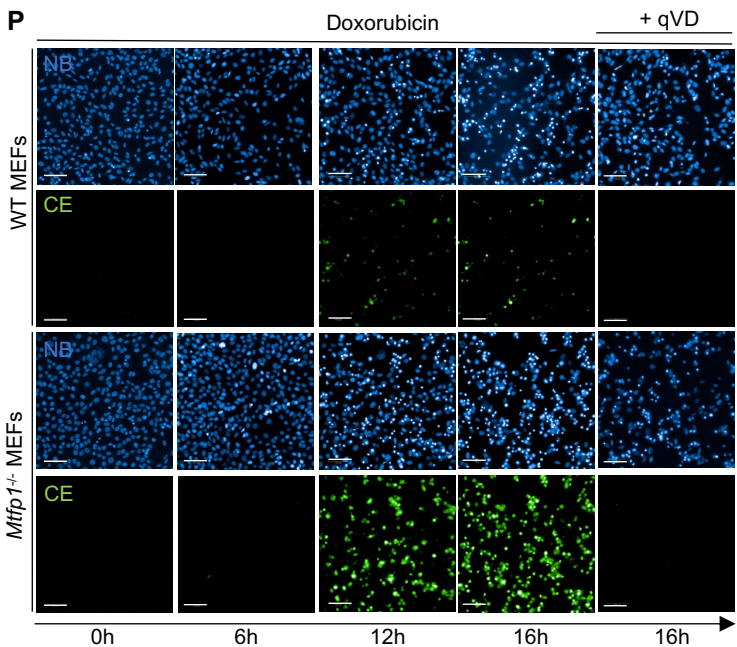 P
Doxorubicin
+ qVD
WT MEFs
NB
CE
Mtfp1-/- MEFs
NB
CE
0h 6h 12h 16h 16h